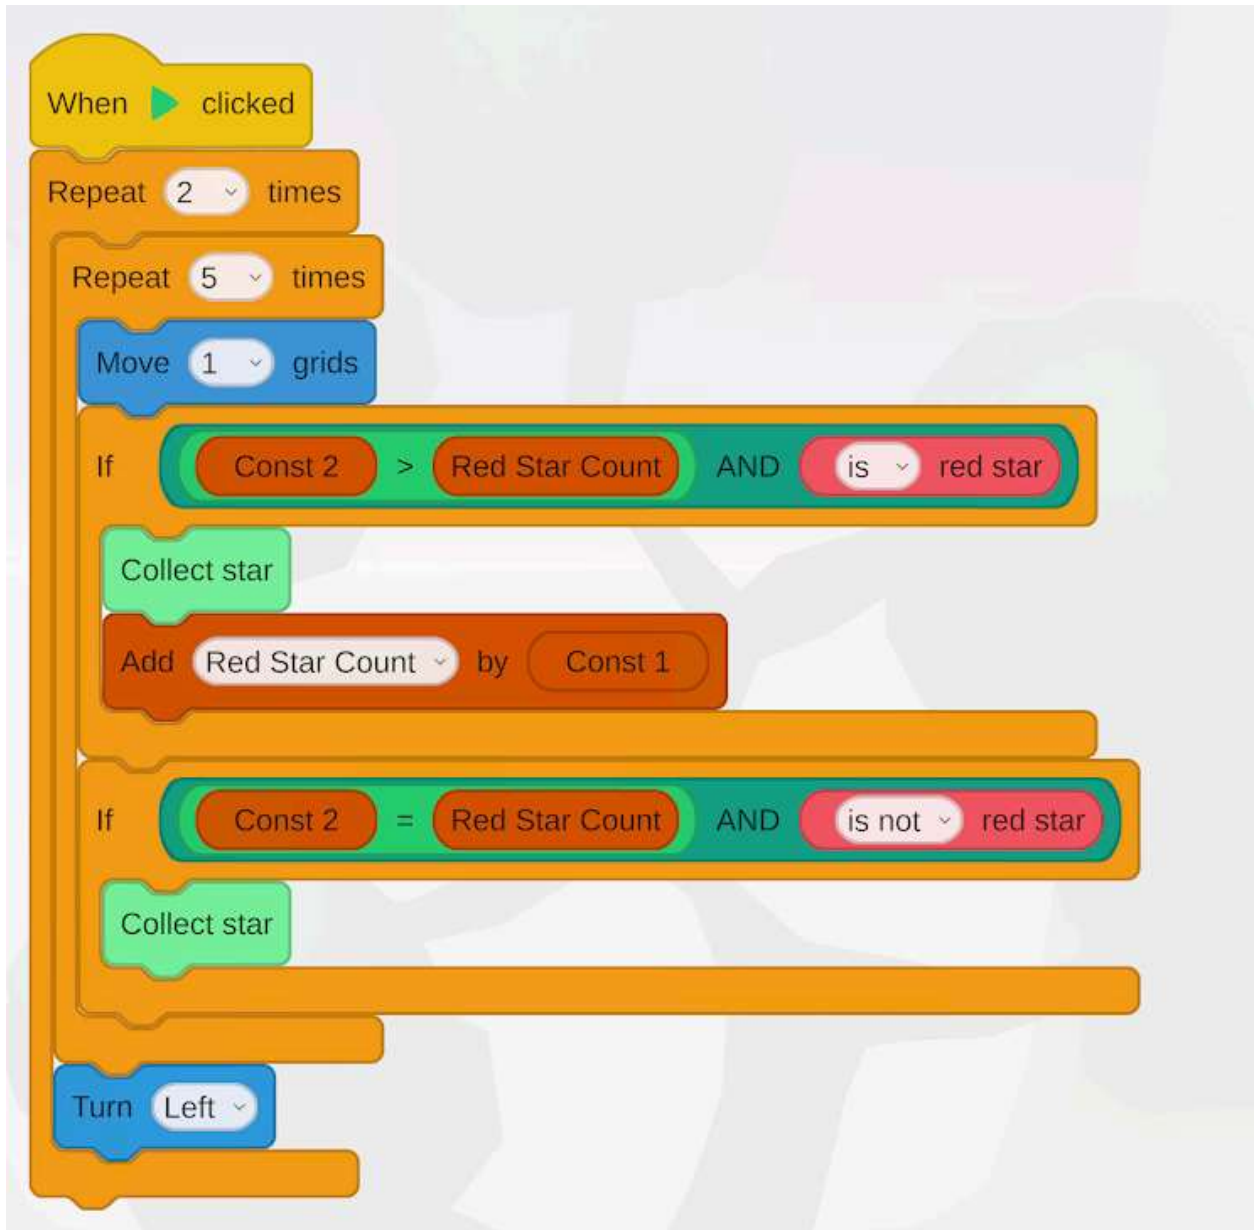 When clicked
Repeat 2 times
Repeat 5 times
Move 1 grids
If Const 2 > Red Star Count AND is red star
Collect star
Add Red Star Count by Const 1
If Const 2 = Red Star Count AND is not red star
Collect star
Turn Left